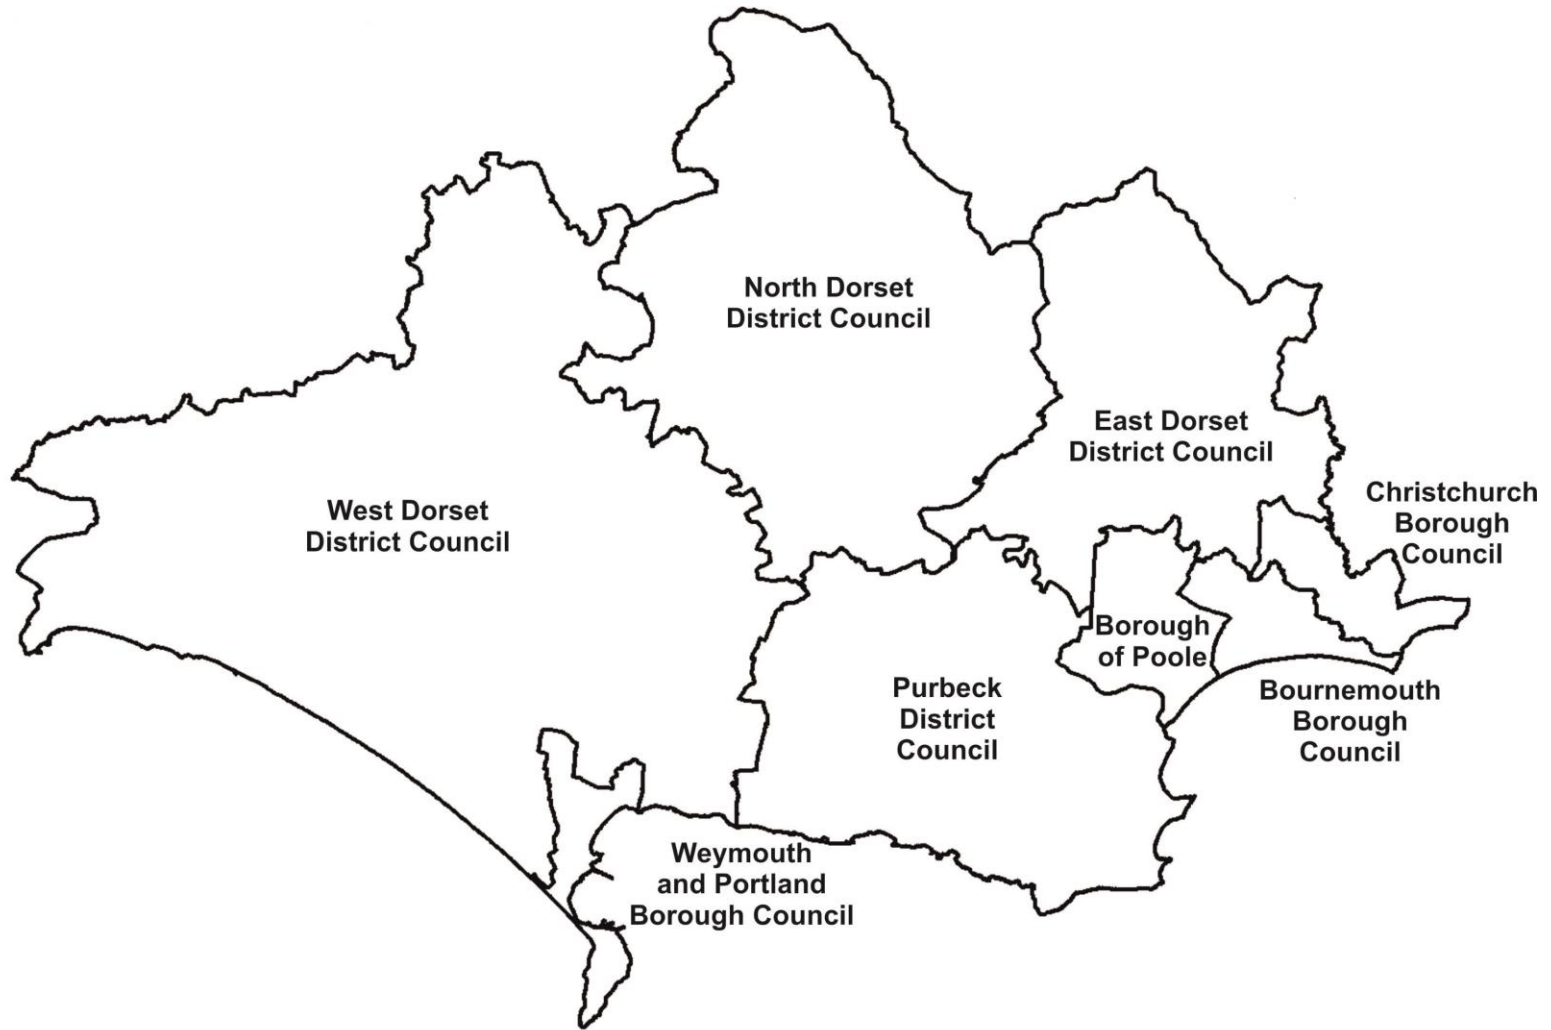 North Dorset
District Council
East Dorset
District Council
Christchurch
Borough
Council
West Dorset
District Council
Borough
of Poole
Purbeck
District
Council
Bournemouth
Borough
Council
Weymouth
and Portland
Borough Council